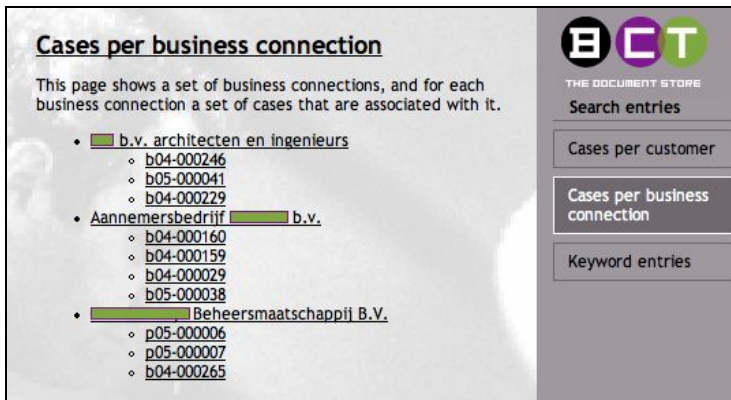 Cases per business connection
This page shows a set of business connections, and for each
business connection a set of cases that are associated with it.
b.v. architecten en ingenieurs
b04-000246
b05-000041
b04-000229
Aannemersbedrijf b.v.
b04-000160
b04-000159
b04-000029
b05-000038
Beheersmaatschappij B.V.
p05-000006
p05-000007
b04-000265
BCT
THE DOCUMENT STORE
Search entries
Cases per customer
Cases per business
connection
Keyword entries